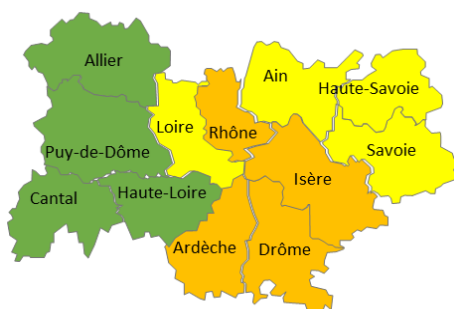 Allier
Ain
Haute-Savoie
Loire
Rhône
Puy-de-Dôme
Savoie
Isère
Cantal
Haute-Loire
Ardèche
Drôme